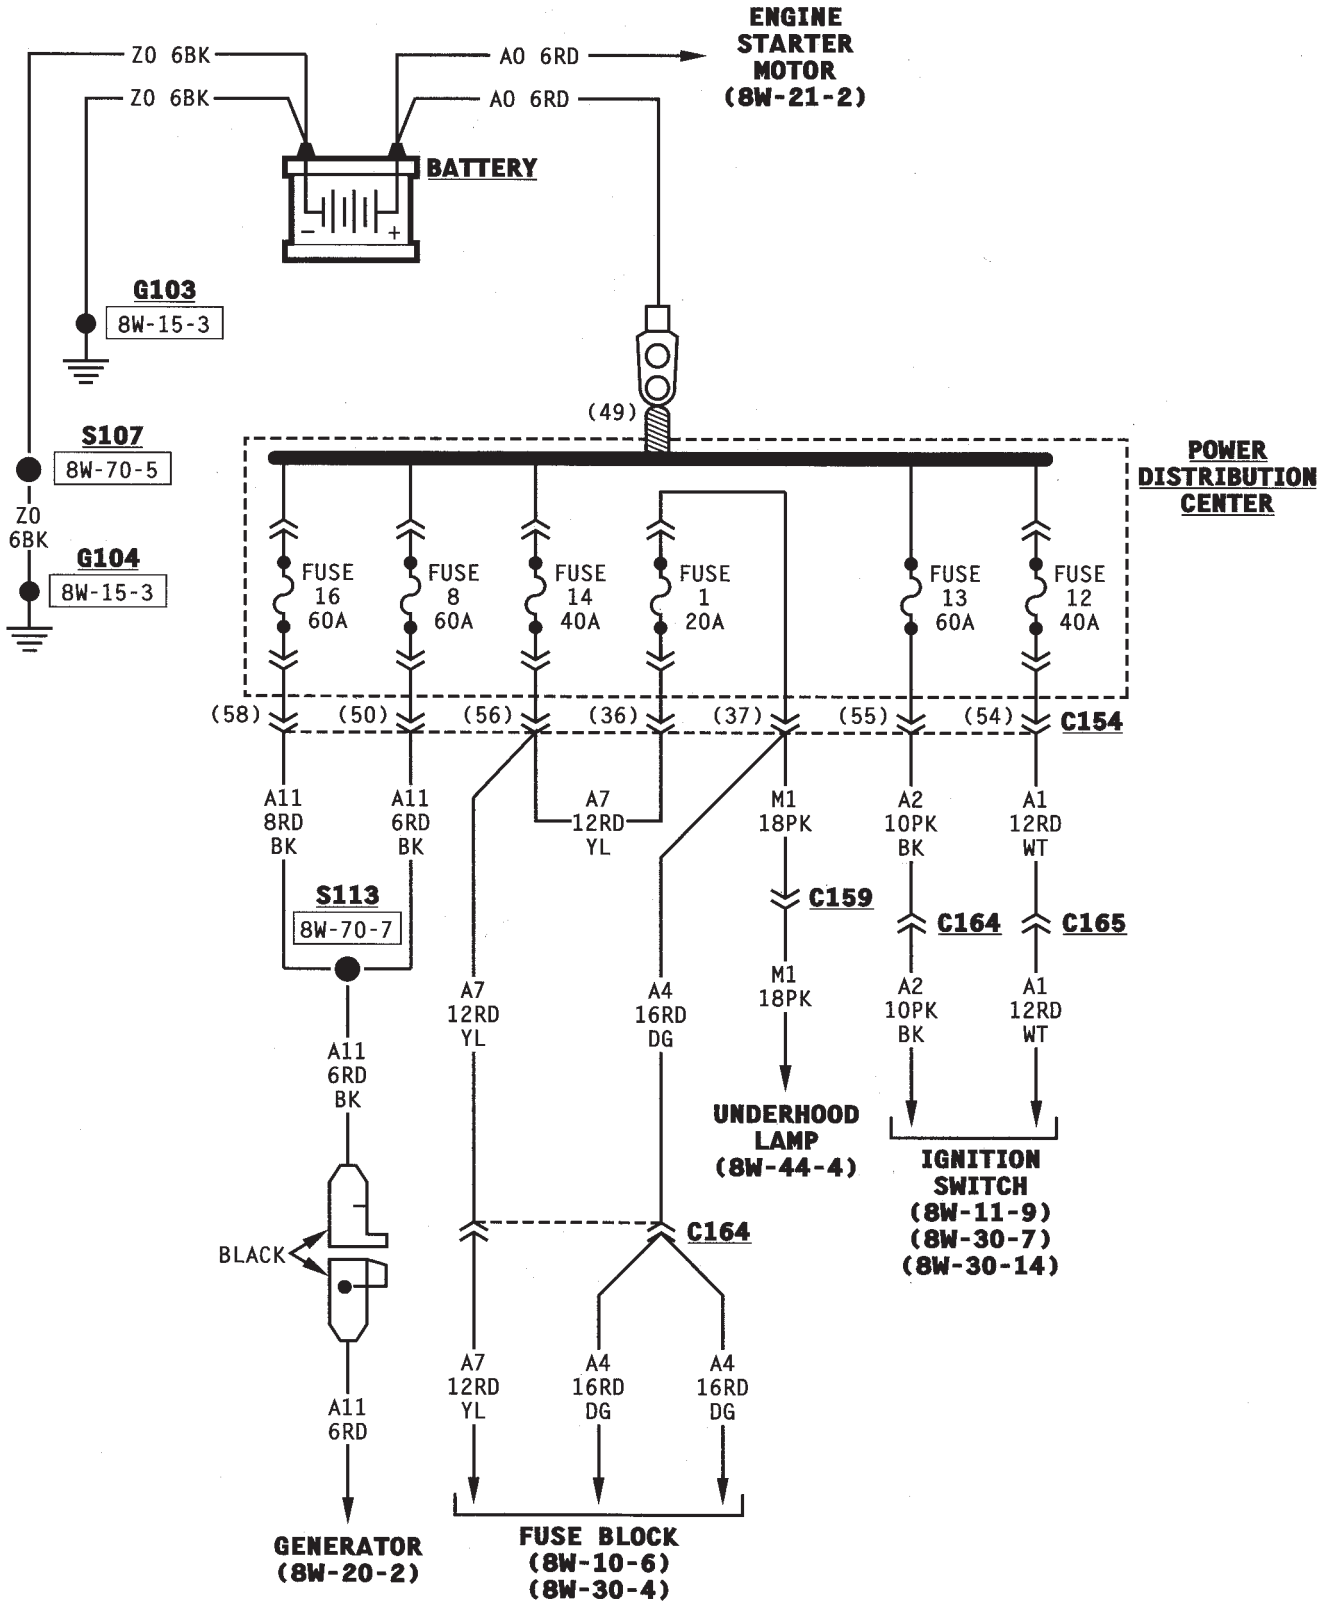 ENGINE
STARTER
MOTOR
(8W-21-2)
Z0 6BK
A0 6RD
Z0 6BK
A0 6RD
BATTERY
-
+
G103
8W-15-3
(49)
S107
8W-70-5
Z0
6BK
G104
8W-15-3
POWER
DISTRIBUTION
CENTER
FUSE
16
60A
FUSE
8
60A
FUSE
14
40A
FUSE
1
20A
FUSE
13
60A
FUSE
12
40A
(58)
(50)
(56)
(36)
(37)
(55)
(54)
C154
A11
8RD
BK
A11
6RD
BK
A7
12RD
YL
M1
18PK
A2
10PK
BK
A1
12RD
WT
S113
8W-70-7
C159
C164
C165
A7
12RD
YL
A4
16RD
DG
M1
18PK
A2
10PK
BK
A1
12RD
WT
A11
6RD
BK
UNDERHOOD
LAMP
(8W-44-4)
IGNITION
SWITCH
(8W-11-9)
(8W-30-7)
(8W-30-14)
C164
BLACK
A7
12RD
YL
A4
16RD
DG
A4
16RD
DG
A11
6RD
GENERATOR
(8W-20-2)
FUSE BLOCK
(8W-10-6)
(8W-30-4)